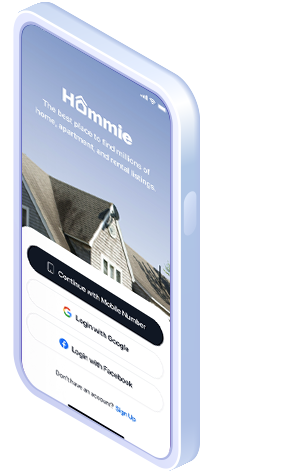 Hommie
The best place to find millions of
home, apartment, and rental listings.
Continue with Mobile Number
Login with Google
Login with Facebook
Don't have an account? Sign Up